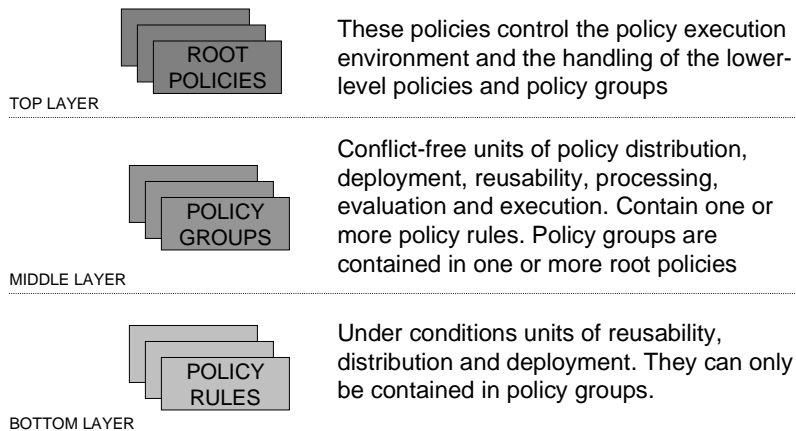 ROOT
POLICIES
These policies control the policy execution
environment and the handling of the lower-
level policies and policy groups
TOP LAYER
POLICY
GROUPS
Conflict-free units of policy distribution,
deployment, reusability, processing,
evaluation and execution. Contain one or
more policy rules. Policy groups are
contained in one or more root policies
MIDDLE LAYER
POLICY
RULES
Under conditions units of reusability,
distribution and deployment. They can only
be contained in policy groups.
BOTTOM LAYER